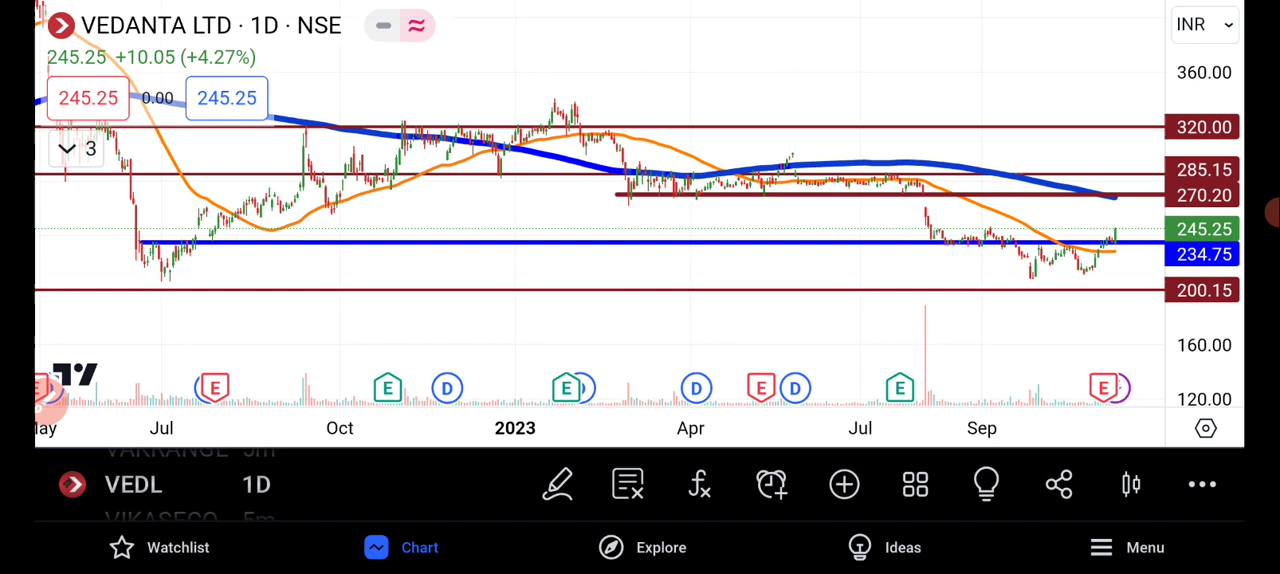 VEDANTA LTD · 1D · NSE
INR
245.25 +10.05 (+4.27%)
245.25
0.00
245.25
3
360.00
320.00
285.15
270.20
245.25
234.75
200.15
160.00
120.00
E
E
E
D
E
D
E
D
E
E
Jul
Oct
2023
Apr
Jul
Sep
VEDL 1D
Watchlist
Chart
Explore
Ideas
Menu